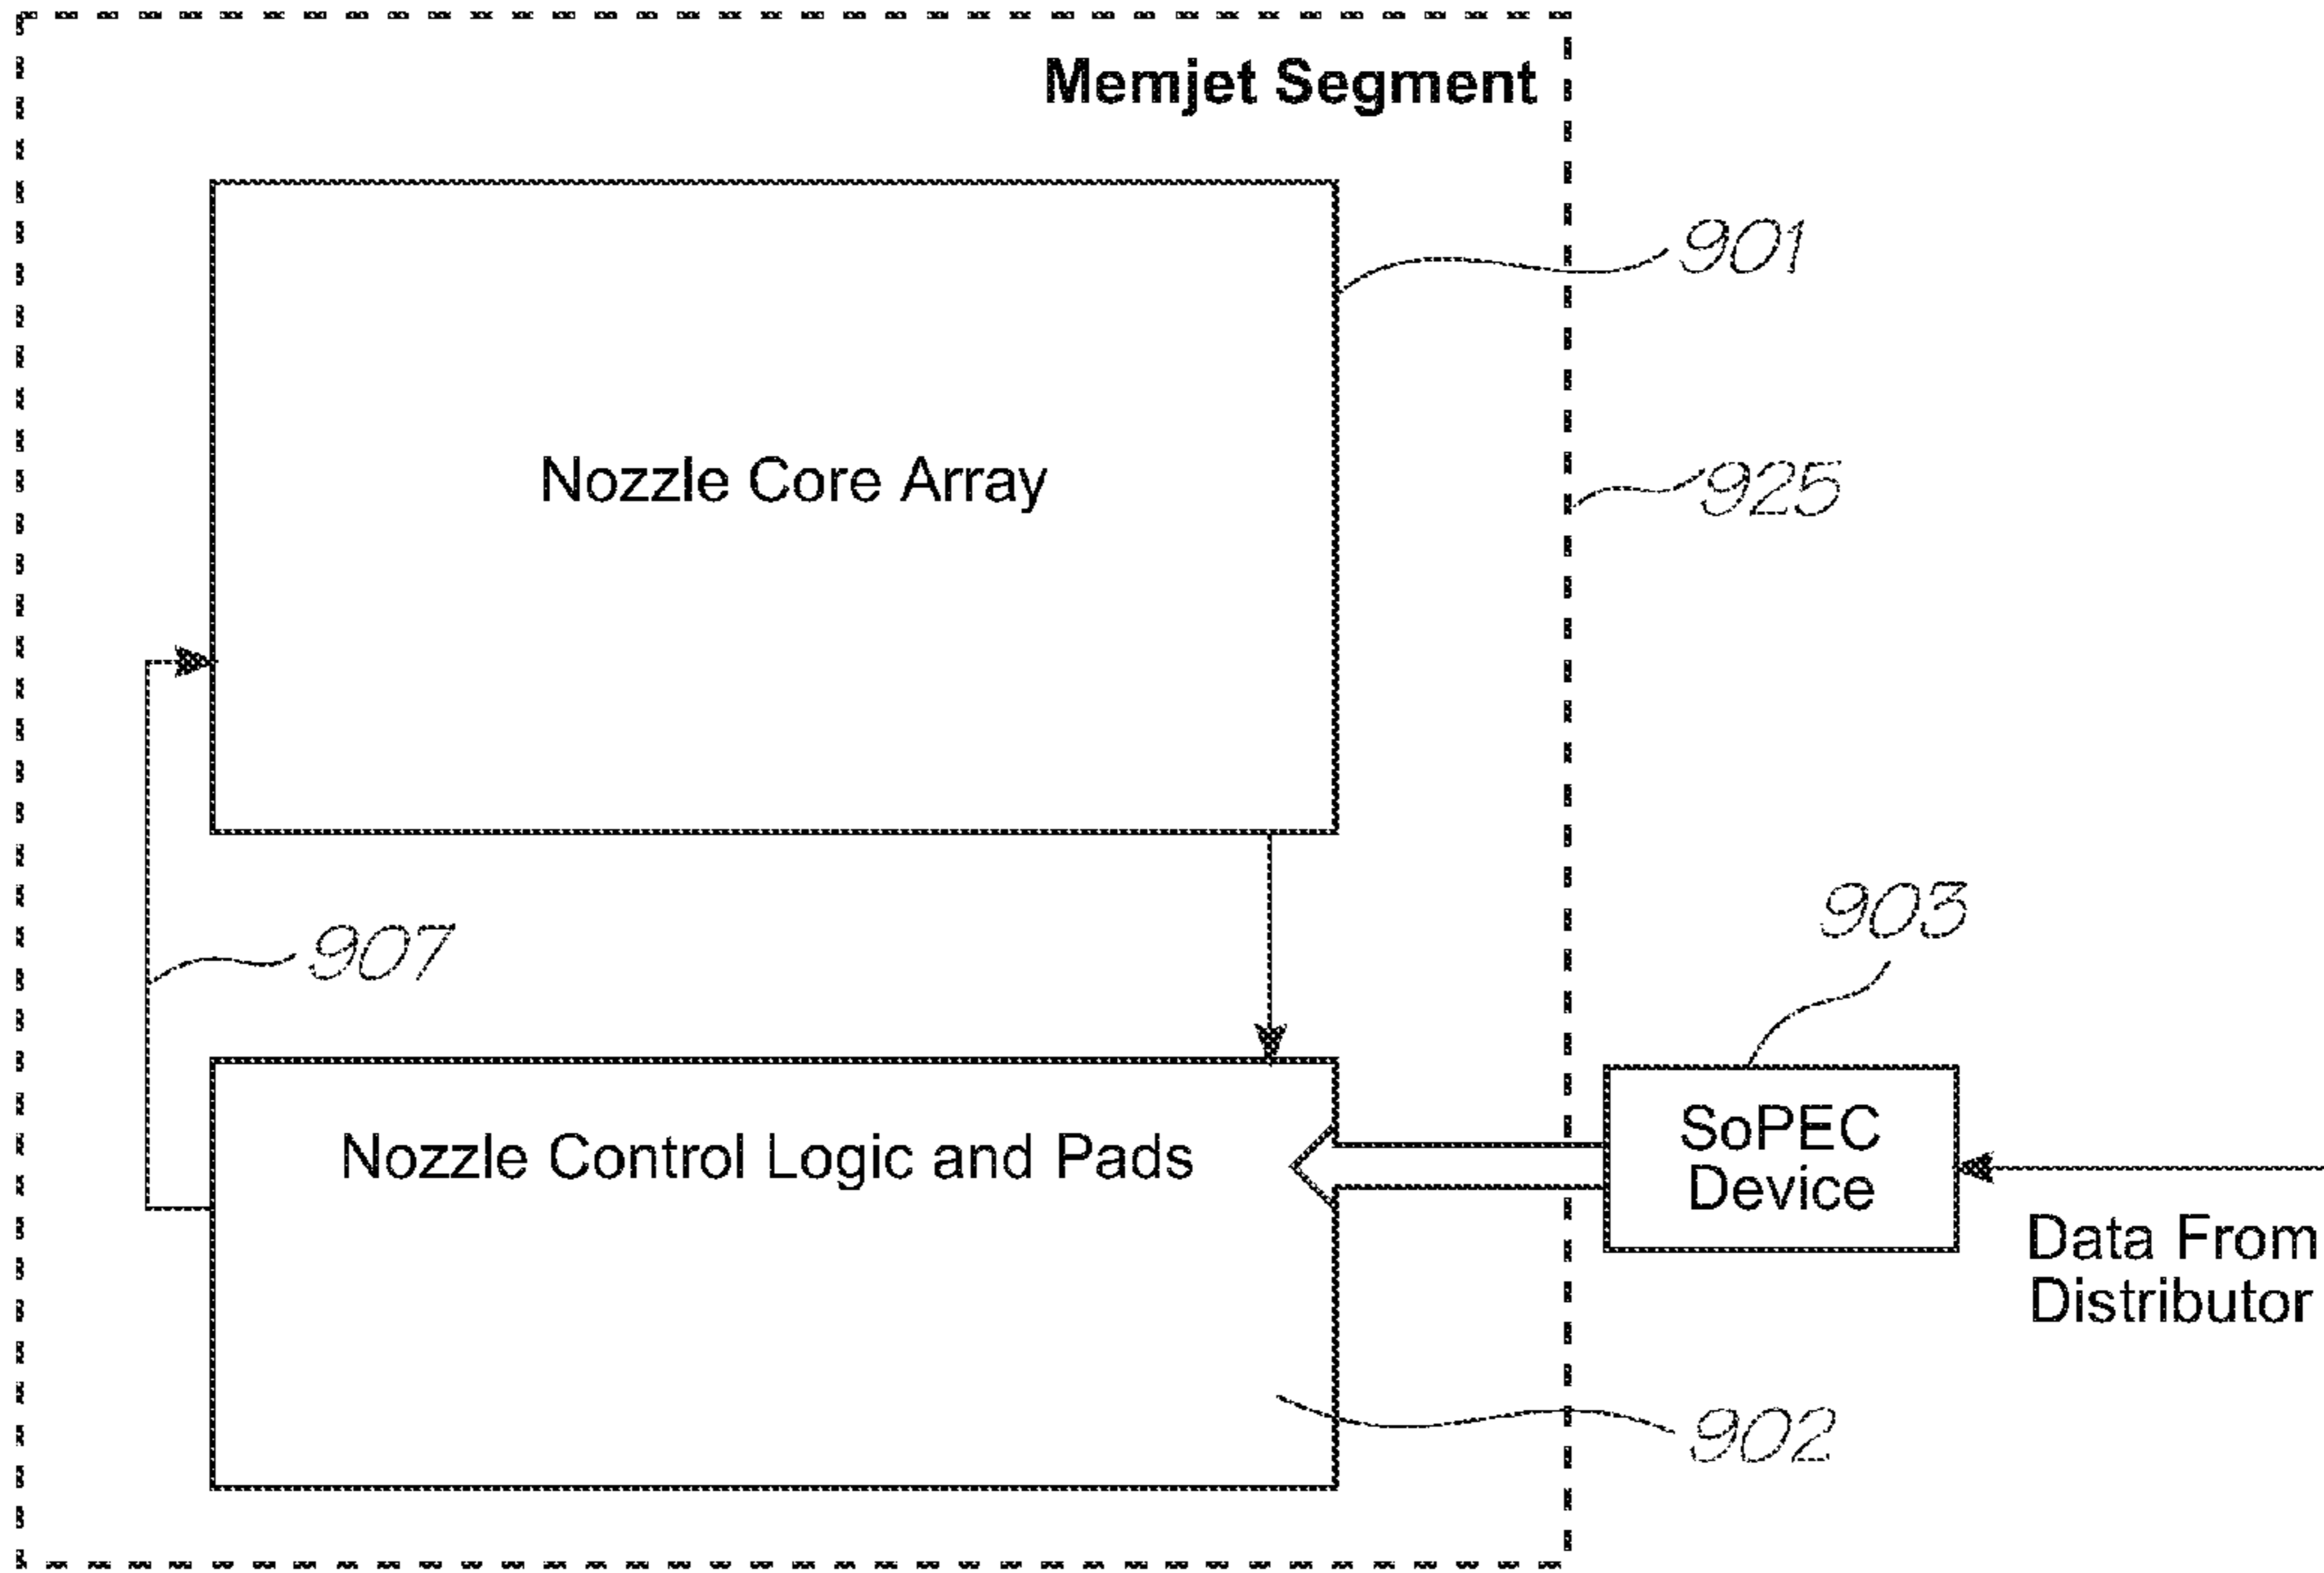 Memjet Segment
901
Nozzle Core Array
925
903
907
Nozzle Control Logic and Pads
SoPEC
Device
Data From
Distributor
902